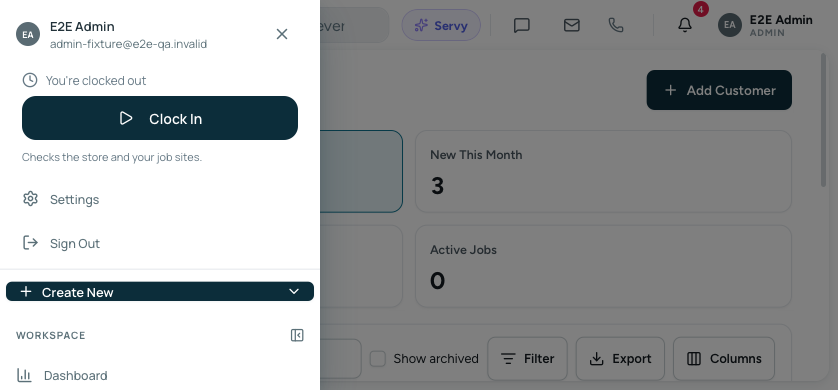 EA
E2E Admin
admin-fixture@e2e-qa.invalid
You're clocked out
Clock In
Checks the store and your job sites.
Settings
Sign Out
Create New
WORKSPACE
Dashboard
ever
Servy
4
EA
E2E Admin
ADMIN
Add Customer
New This Month
3
Active Jobs
0
Show archived
Filter
Export
Columns